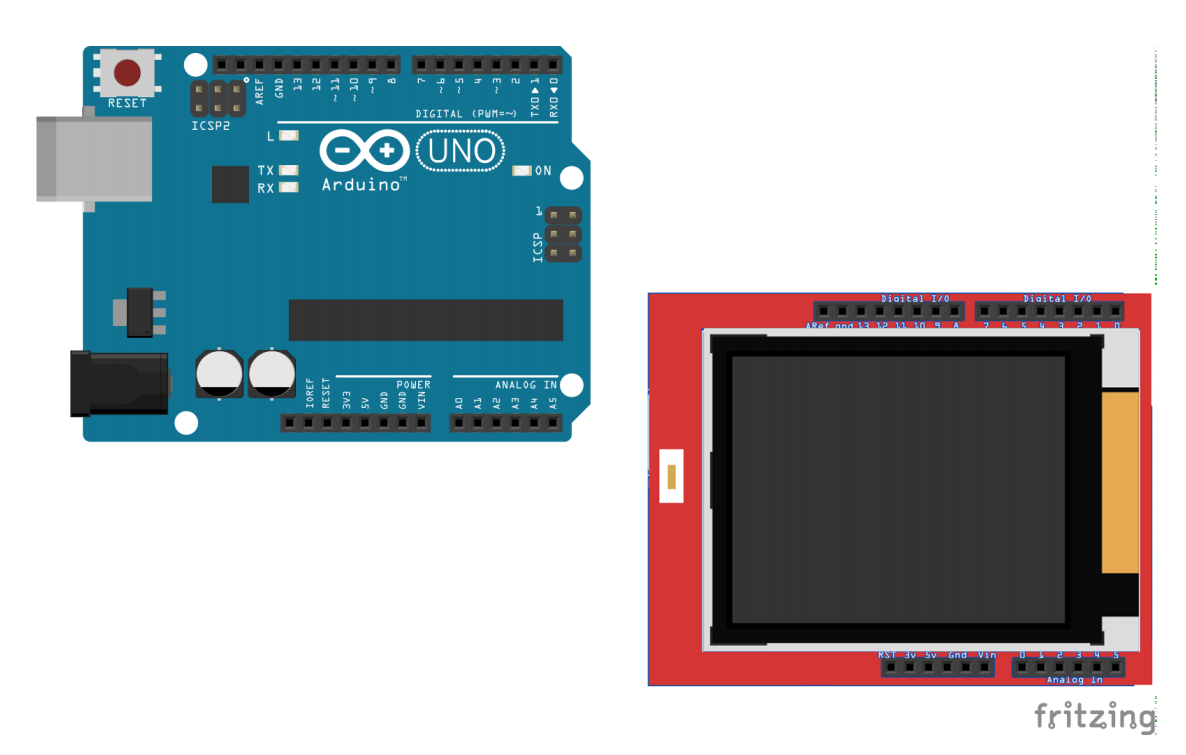 RESET
ICSP2
AREF
GND
13
12
~11
~10
~9
8
7
~6
~5
4
~3
2
TX0▶1
RX0◀0
DIGITAL (PWM=~)
L
TX
RX
Arduino™
UNO
ON
1
ICSP
IOREF
RESET
3V3
5V
GND
GND
VIN
POWER
A0
A1
A2
A3
A4
A5
ANALOG IN
Digital I/O
Digital I/O
ARef gnd 13 12 11 10 9 8
7 6 5 4 3 2 1 0
RST 3v 5v Gnd Vin
0 1 2 3 4 5
Analog In
fritzing